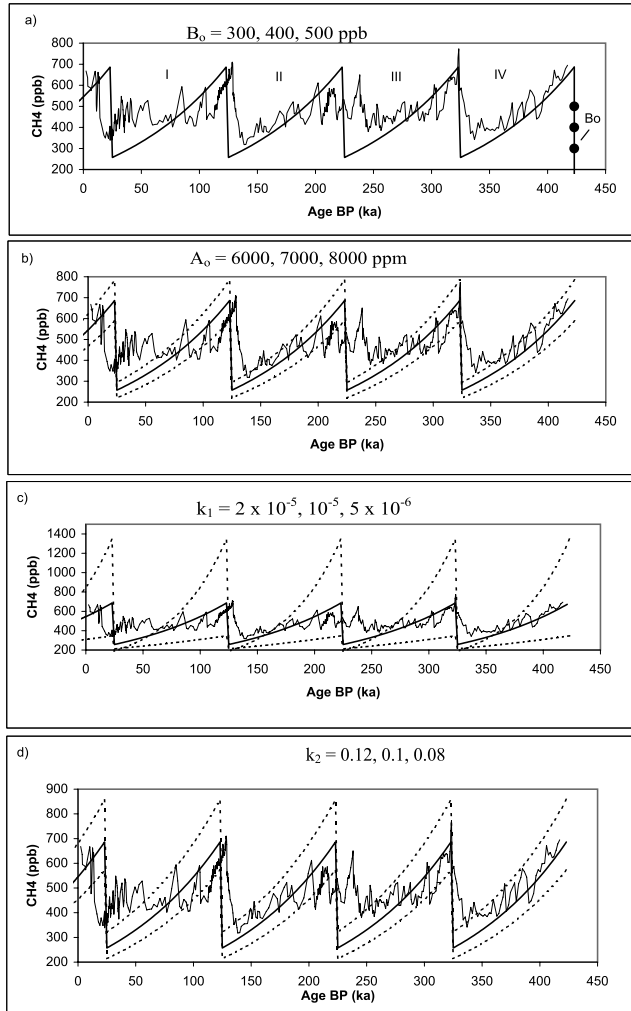 a)
B₀ = 300, 400, 500 ppb
800
700
600
500
400
300
200
CH4 (ppb)
I
II
III
IV
Bo
0 50 100 150 200 250 300 350 400 450
Age BP (ka)
b)
A₀ = 6000, 7000, 8000 ppm
800
700
600
500
400
300
200
CH4 (ppb)
0 50 100 150 200 250 300 350 400 450
Age BP (ka)
c)
k₁ = 2 x 10⁻⁵, 10⁻⁵, 5 x 10⁻⁶
1400
1200
1000
800
600
400
200
CH4 (ppb)
0 50 100 150 200 250 300 350 400 450
Age BP (ka)
d)
k₂ = 0.12, 0.1, 0.08
900
800
700
600
500
400
300
200
CH4 (ppb)
0 50 100 150 200 250 300 350 400 450
Age BP (ka)